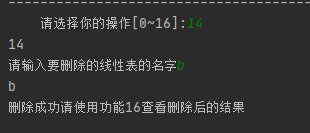 请选择你的操作[0~16]:14
14
请输入要删除的线性表的名字b
b
删除成功请使用功能16查看删除后的结果